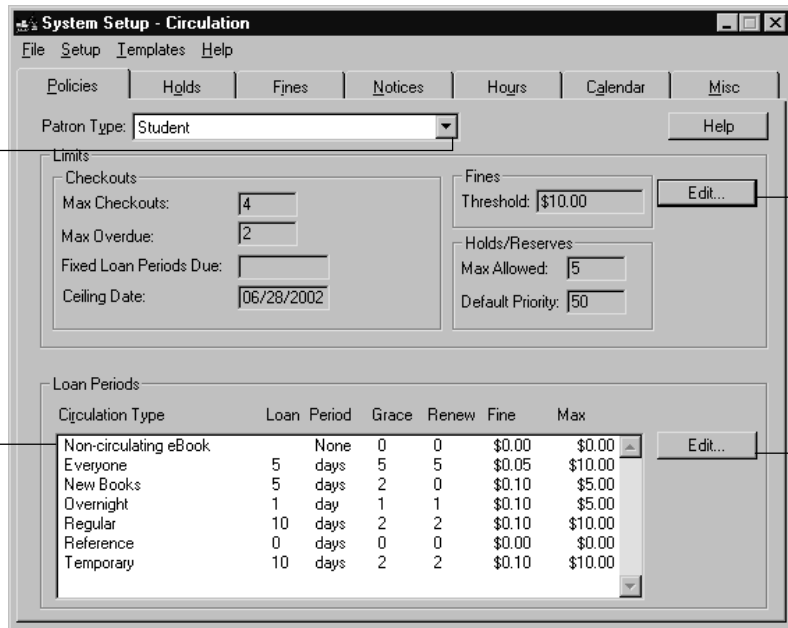 System Setup - Circulation
File Setup Templates Help
Policies Holds Fines Notices Hours Calendar Misc
Patron Type: Student Help
Limits
Checkouts
Max Checkouts: 4
Max Overdue: 2
Fixed Loan Periods Due:
Ceiling Date: 06/28/2002
Fines
Threshold: $10.00
Edit...
Holds/Reserves
Max Allowed: 5
Default Priority: 50
Loan Periods
Circulation Type Loan Period Grace Renew Fine Max
Non-circulating eBook None 0 0 $0.00 $0.00
Everyone 5 days 5 5 $0.05 $10.00
New Books 5 days 2 0 $0.10 $5.00
Overnight 1 day 1 1 $0.10 $5.00
Regular 10 days 2 2 $0.10 $10.00
Reference 0 days 0 0 $0.00 $0.00
Temporary 10 days 2 2 $0.10 $10.00
Edit...